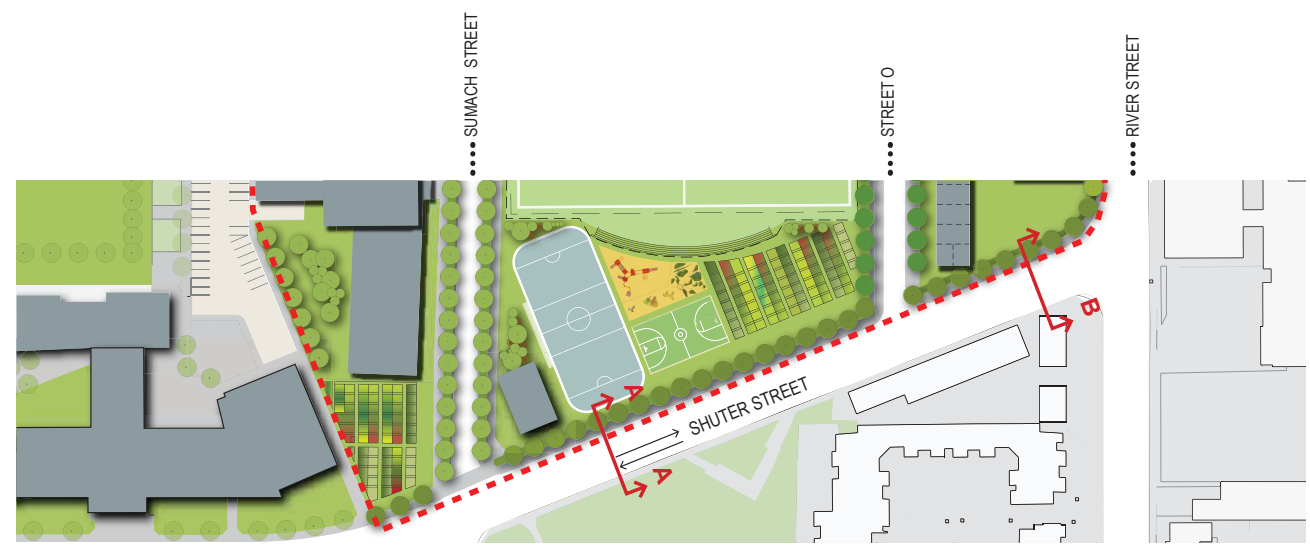 SUMACH STREET
STREET O
RIVER STREET
B
A
SHUTER STREET
A